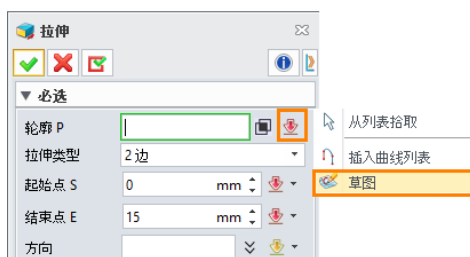 拉伸
▼ 必选
轮廓 P
拉伸类型 2 边
起始点 S 0 mm
结束点 E 15 mm
方向
从列表拾取
插入曲线列表
草图